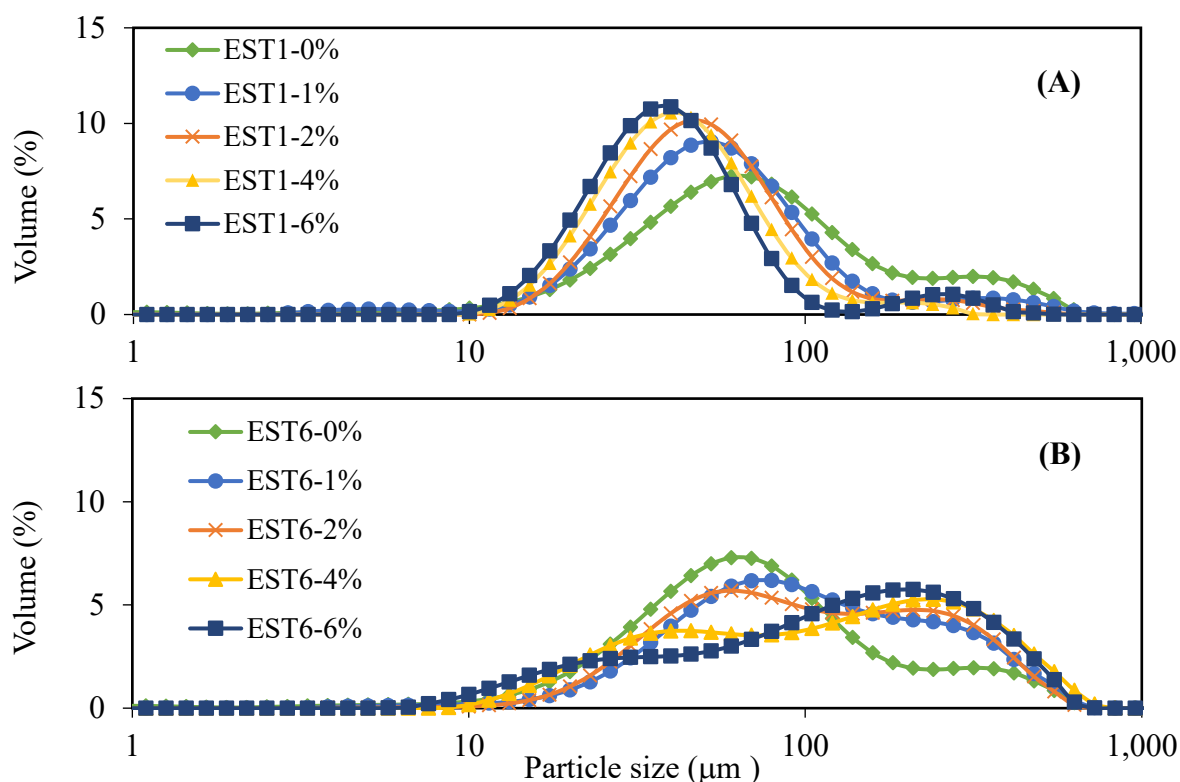 15
10
5
0
Volume (%)
EST1-0%
EST1-1%
EST1-2%
EST1-4%
EST1-6%
(A)
1 10 100 1,000
15
10
5
0
Volume (%)
EST6-0%
EST6-1%
EST6-2%
EST6-4%
EST6-6%
(B)
1 10 100 1,000
Particle size (μm )